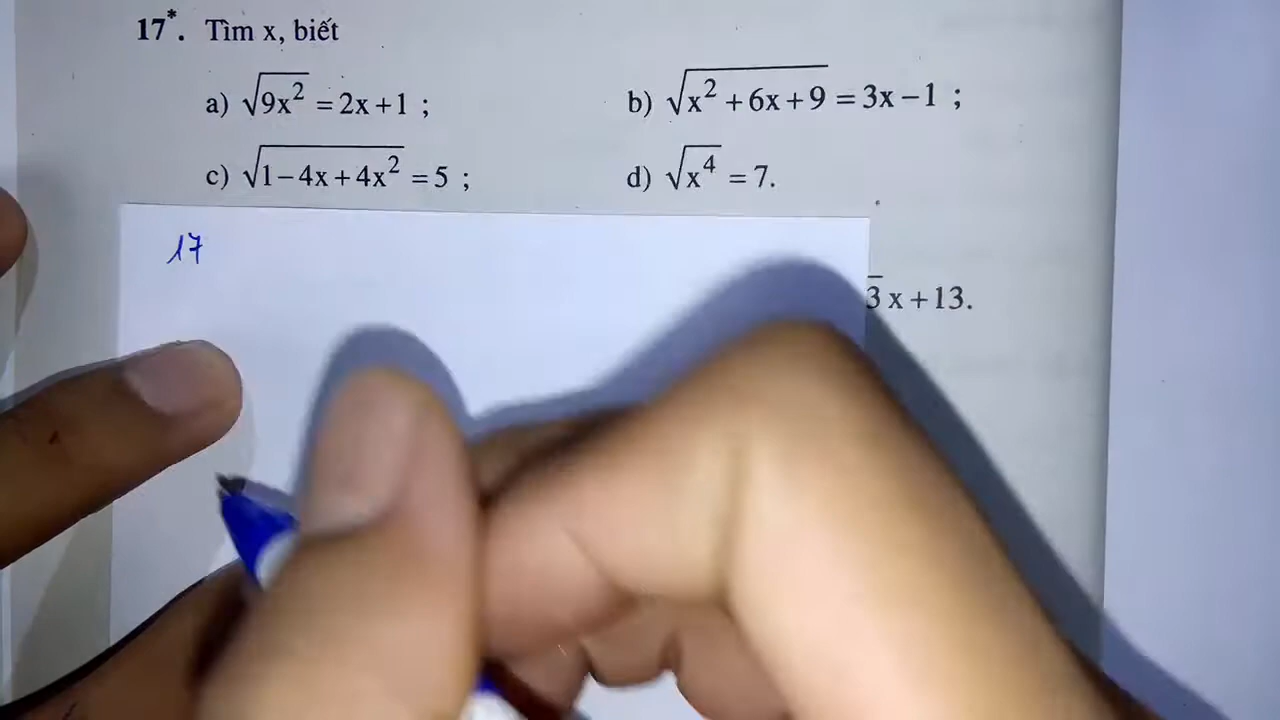 17*. Tìm x, biết
a) √9x² = 2x+1 ;
b) √x² + 6x + 9 = 3x – 1 ;
c) √1 – 4x + 4x² = 5 ;
d) √x⁴ = 7.
17
3 x + 13.